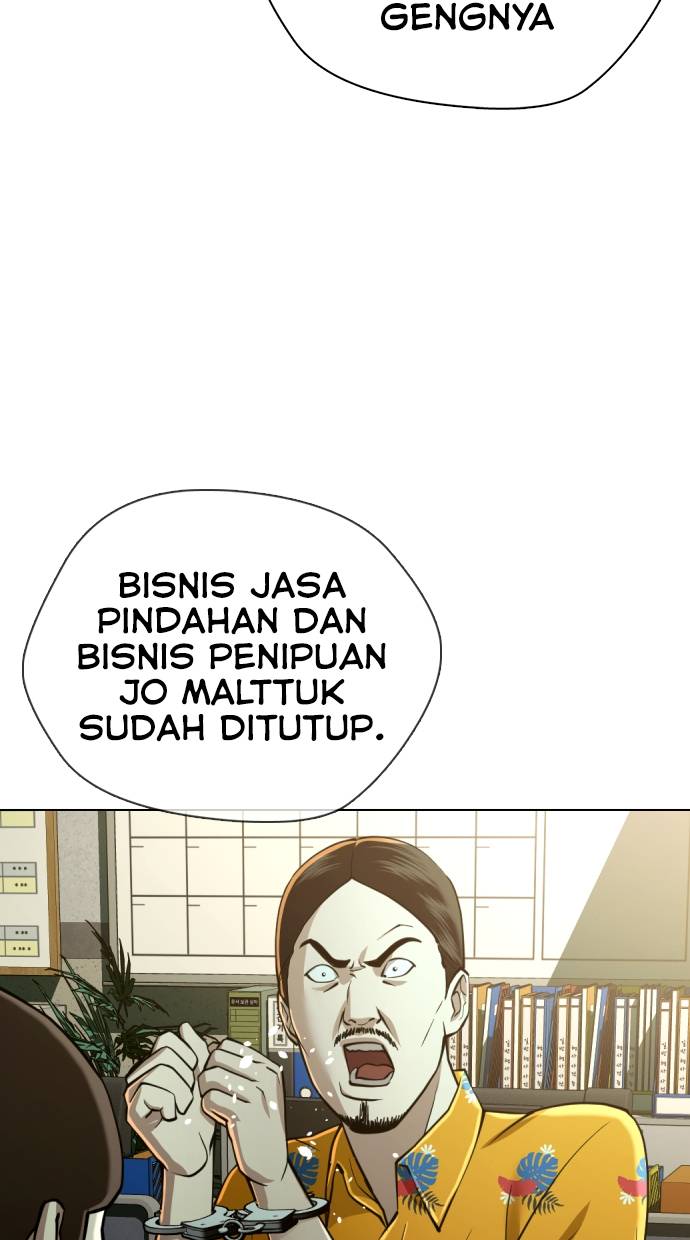 GENGNYA
BISNIS JASA
PINDAHAN DAN
BISNIS PENIPUAN
JO MALTTUK
SUDAH DITUTUP.